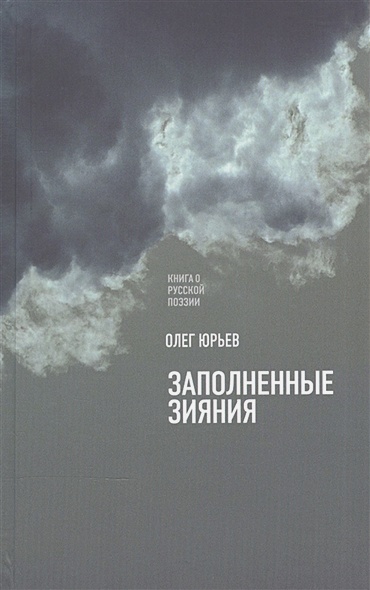 КНИГА О
РУССКОЙ
ПОЭЗИИ
ОЛЕГ ЮРЬЕВ
ЗАПОЛНЕННЫЕ
ЗИЯНИЯ